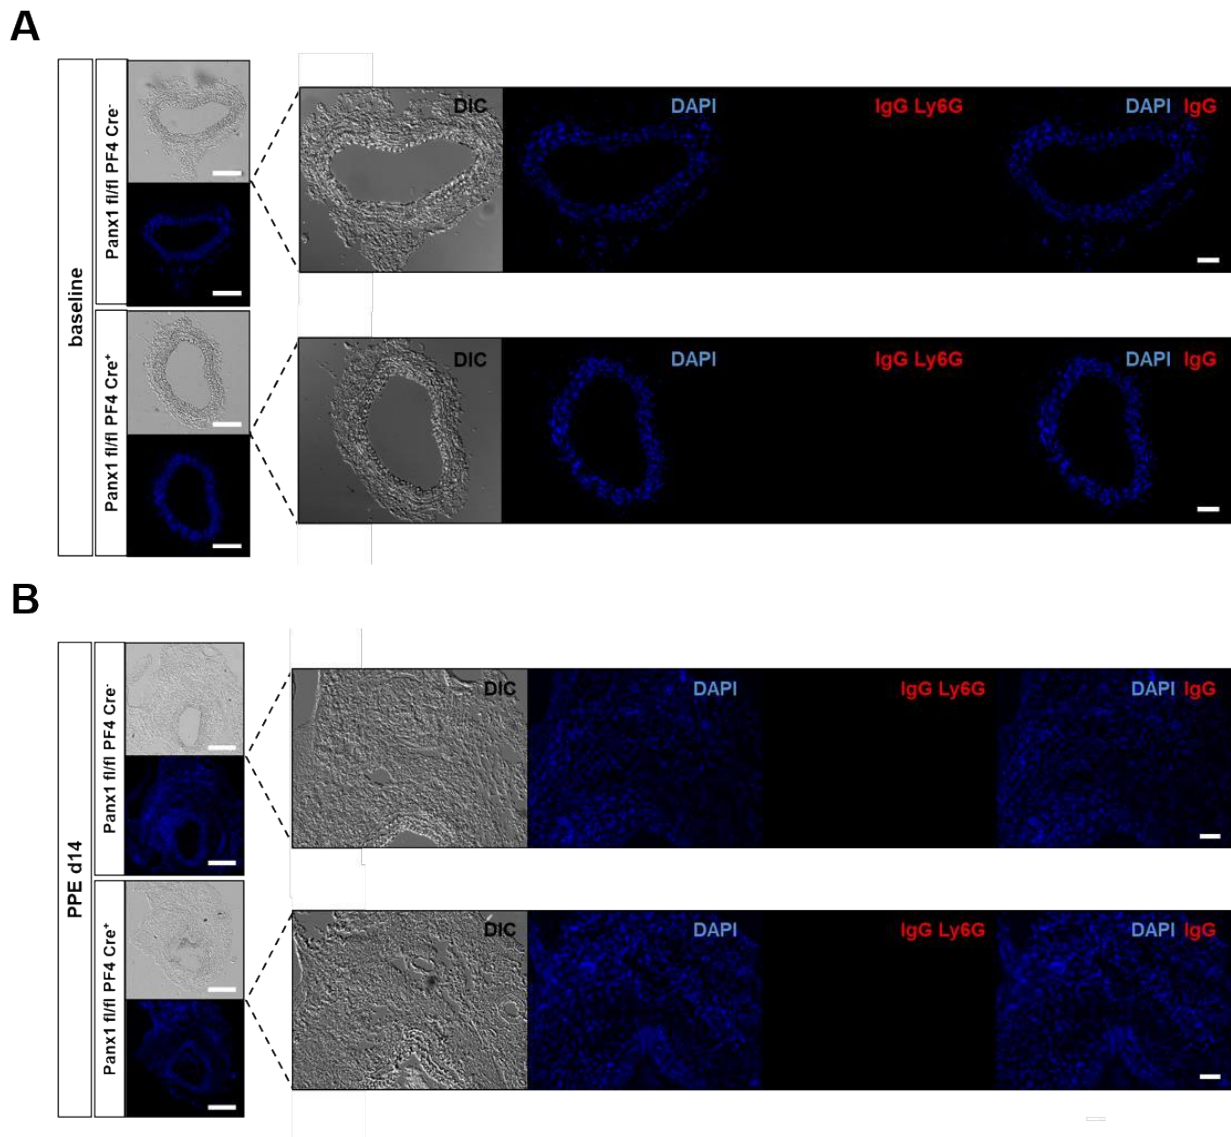 A
baseline
Panx1 fl/fl PF4 Cre⁻
DIC
DAPI
IgG Ly6G
DAPI IgG
Panx1 fl/fl PF4 Cre⁺
DIC
DAPI
IgG Ly6G
DAPI IgG
B
PPE d14
Panx1 fl/fl PF4 Cre⁻
DIC
DAPI
IgG Ly6G
DAPI IgG
Panx1 fl/fl PF4 Cre⁺
DIC
DAPI
IgG Ly6G
DAPI IgG